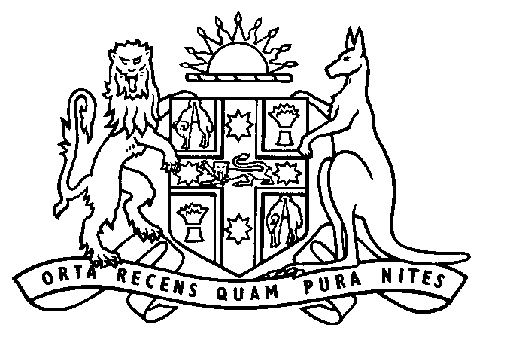 ORTA RECENS QUAM PURA NITES